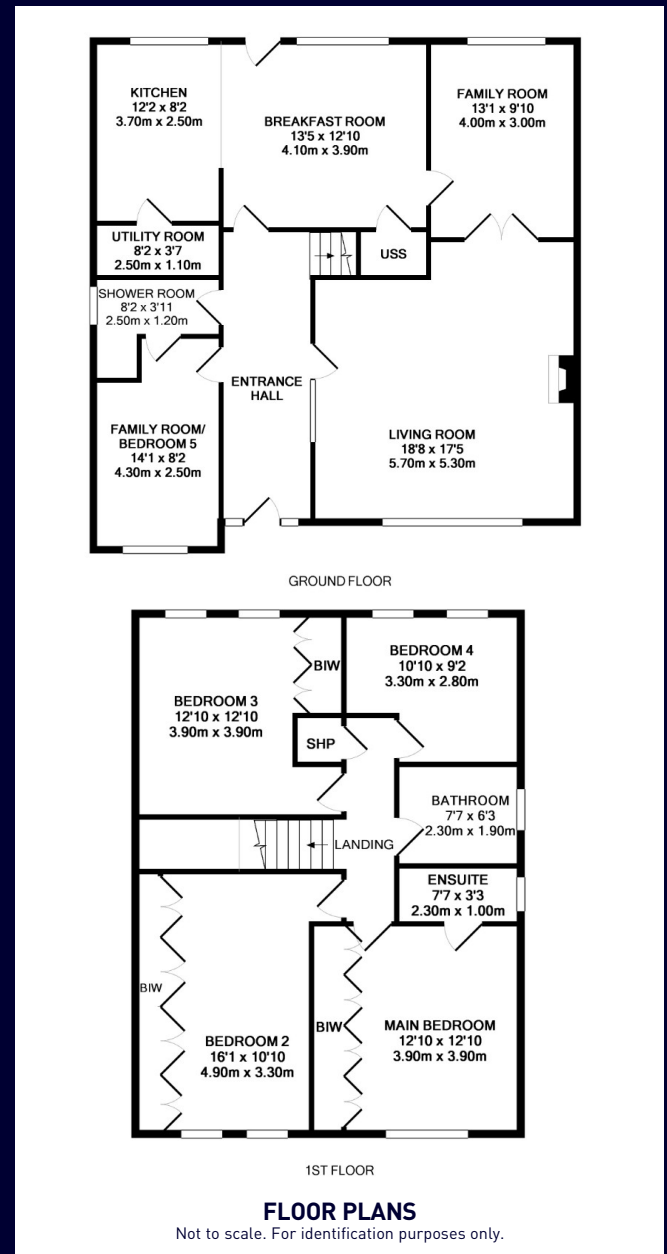 KITCHEN
12'2 x 8'2
3.70m x 2.50m
BREAKFAST ROOM
13'5 x 12'10
4.10m x 3.90m
FAMILY ROOM
13'1 x 9'10
4.00m x 3.00m
UTILITY ROOM
8'2 x 3'7
2.50m x 1.10m
USS
SHOWER ROOM
8'2 x 3'11
2.50m x 1.20m
ENTRANCE
HALL
FAMILY ROOM/
BEDROOM 5
14'1 x 8'2
4.30m x 2.50m
LIVING ROOM
18'8 x 17'5
5.70m x 5.30m
GROUND FLOOR
BEDROOM 3
12'10 x 12'10
3.90m x 3.90m
BIW
BEDROOM 4
10'10 x 9'2
3.30m x 2.80m
SHP
BATHROOM
7'7 x 6'3
2.30m x 1.90m
LANDING
ENSUITE
7'7 x 3'3
2.30m x 1.00m
BIW
BEDROOM 2
16'1 x 10'10
4.90m x 3.30m
BIW
MAIN BEDROOM
12'10 x 12'10
3.90m x 3.90m
1ST FLOOR
FLOOR PLANS
Not to scale. For identification purposes only.